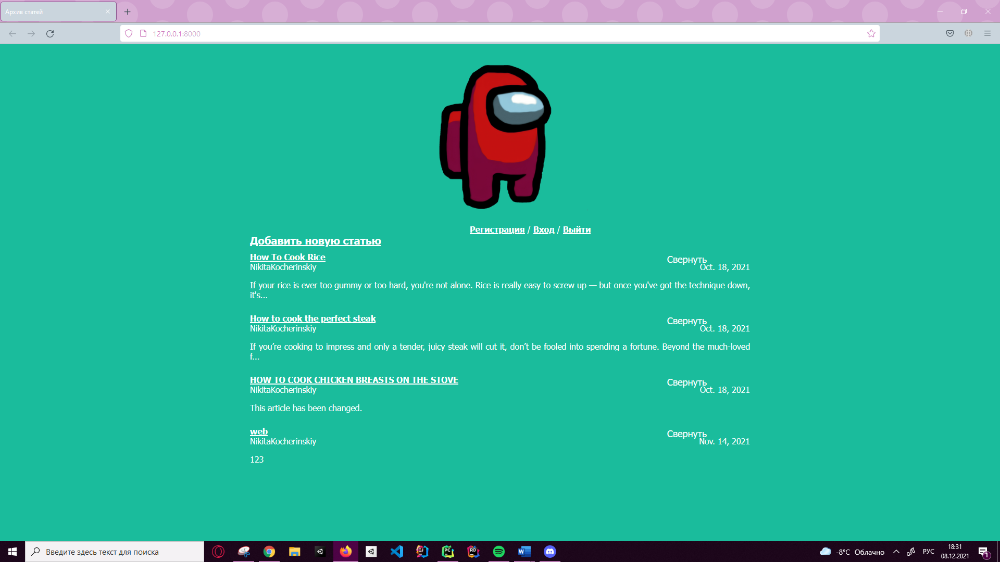 Архив статей
127.0.0.1:8000
Регистрация / Вход / Выйти
Добавить новую статью
How To Cook Rice
Свернуть
NikitaKocherinskiy
Oct. 18, 2021
If your rice is ever too gummy or too hard, you're not alone. Rice is really easy to screw up — but once you've got the technique down,
it's...
How to cook the perfect steak
Свернуть
NikitaKocherinskiy
Oct. 18, 2021
If you’re cooking to impress and only a tender, juicy steak will cut it, don’t be fooled into spending a fortune. Beyond the much-loved
f...
HOW TO COOK CHICKEN BREASTS ON THE STOVE
Свернуть
NikitaKocherinskiy
Oct. 18, 2021
This article has been changed.
web
Свернуть
NikitaKocherinskiy
Nov. 14, 2021
123
Введите здесь текст для поиска
IJ
PC
RD
W
-8°C Облачно
РУС
18:31
08.12.2021
1